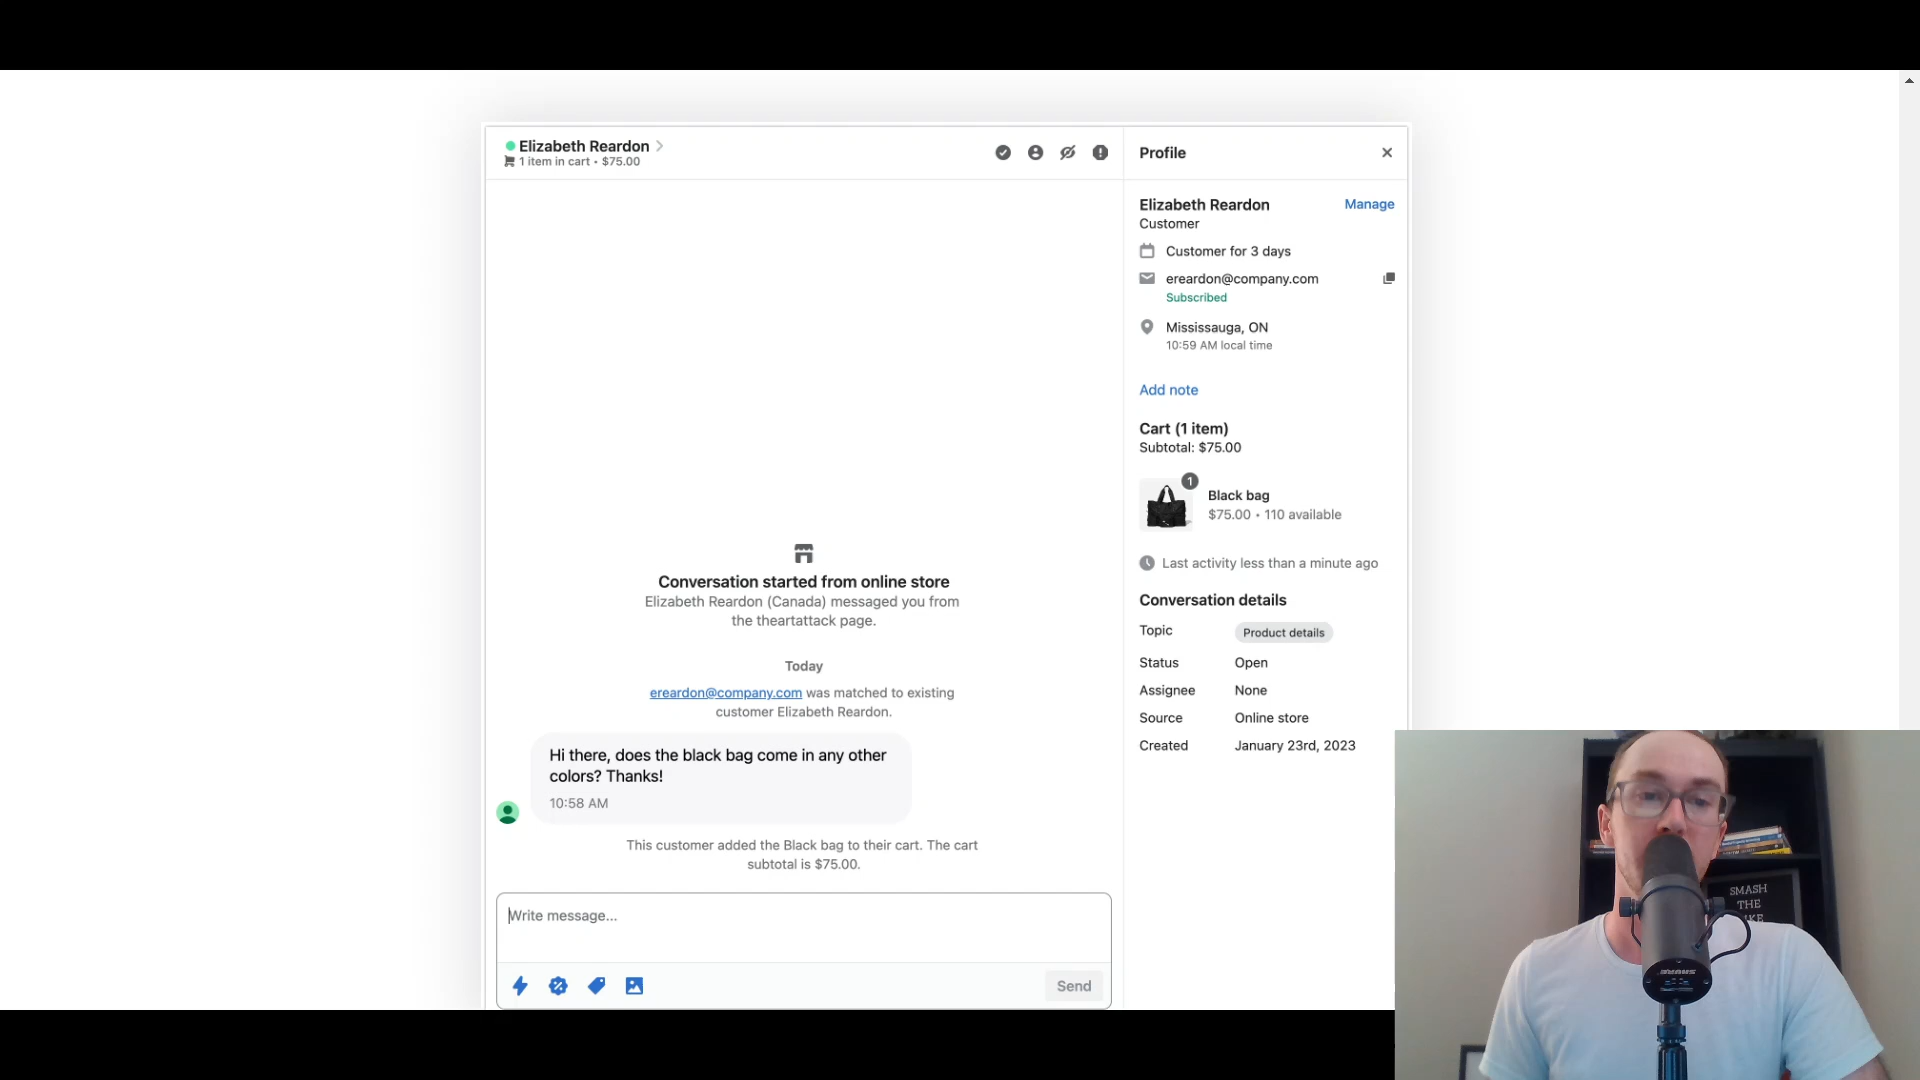 Elizabeth Reardon
1 item in cart • $75.00
Profile
Elizabeth Reardon
Manage
Customer
Customer for 3 days
ereardon@company.com
Subscribed
Mississauga, ON
10:59 AM local time
Add note
Cart (1 item)
Subtotal: $75.00
1
Black bag
$75.00 • 110 available
Last activity less than a minute ago
Conversation details
Topic Product details
Status Open
Assignee None
Source Online store
Created January 23rd, 2023
Conversation started from online store
Elizabeth Reardon (Canada) messaged you from
the theartattack page.
Today
ereardon@company.com was matched to existing
customer Elizabeth Reardon.
Hi there, does the black bag come in any other
colors? Thanks!
10:58 AM
This customer added the Black bag to their cart. The cart
subtotal is $75.00.
Write message...
Send
SMASH
THE